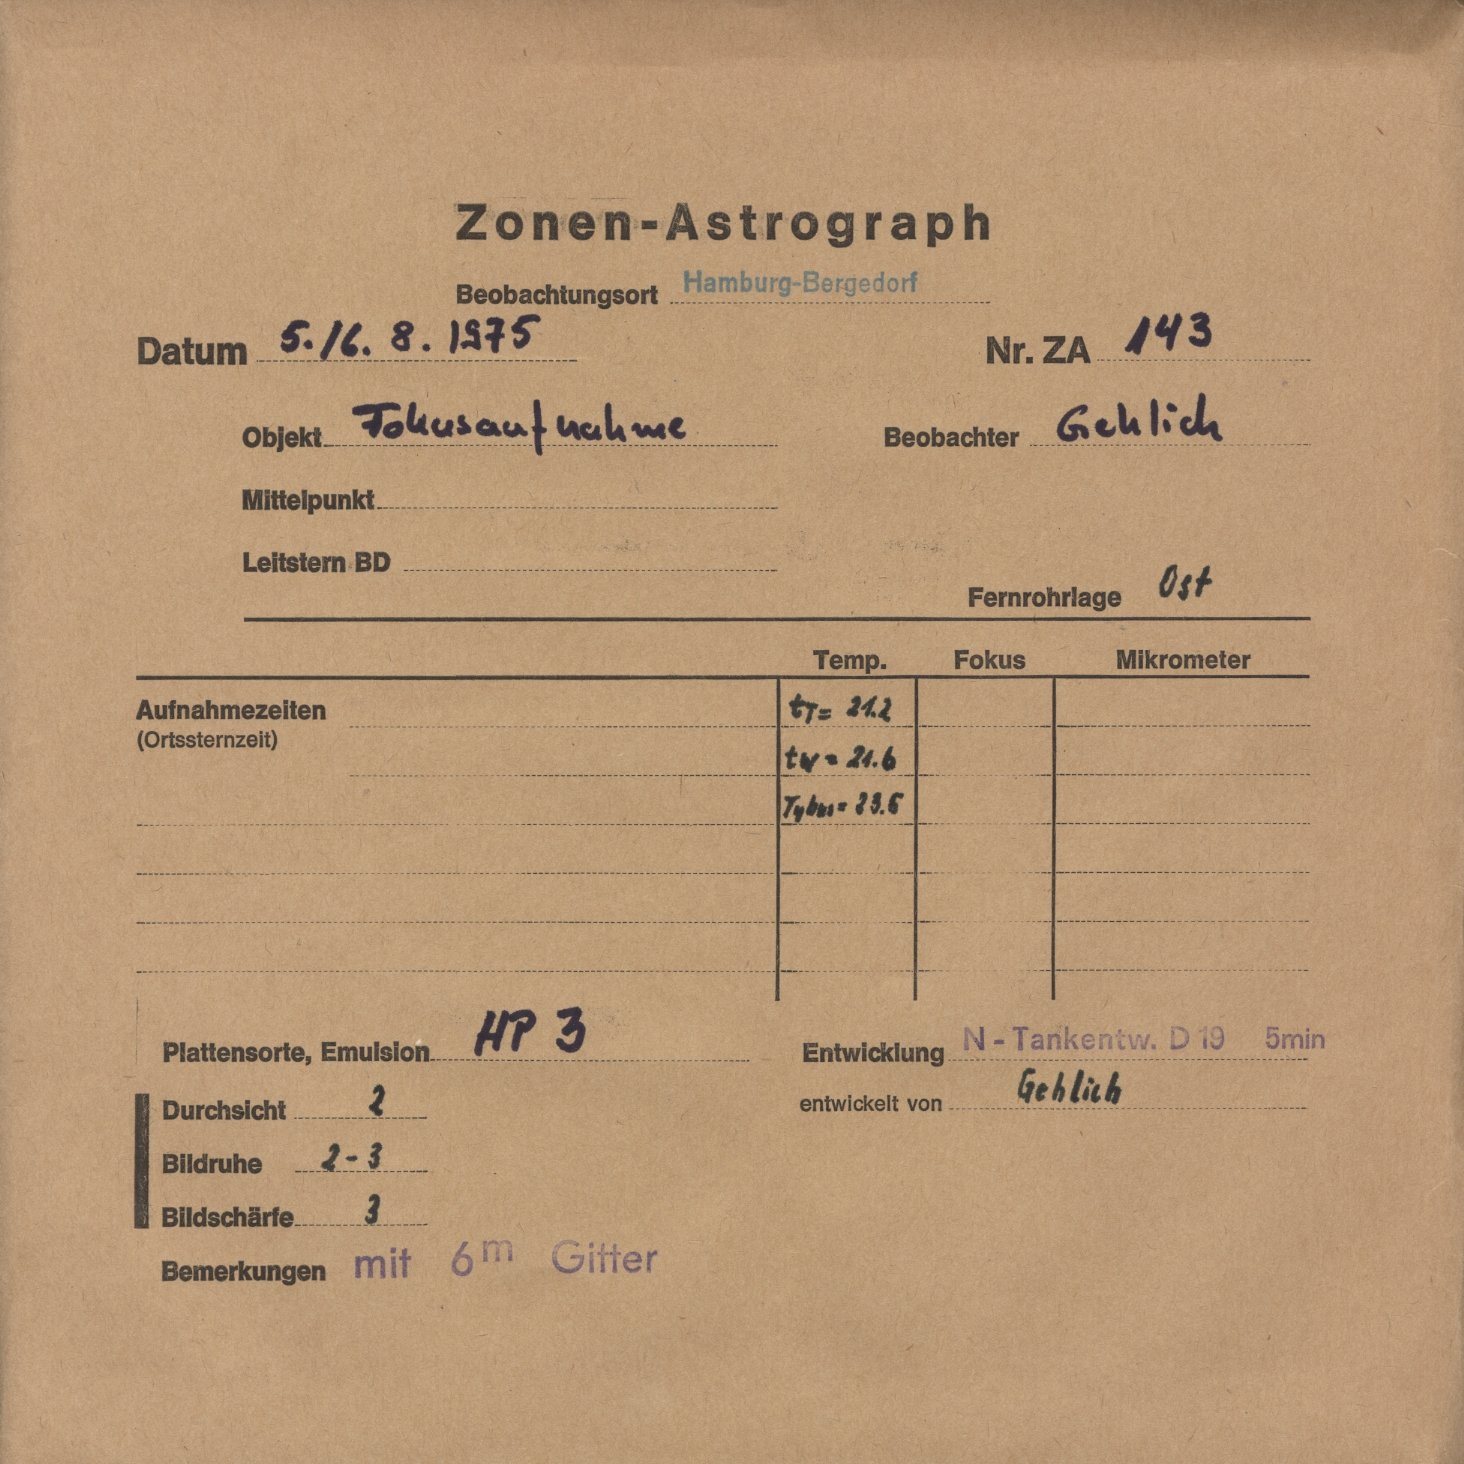 Zonen-Astrograph
Beobachtungsort Hamburg-Bergedorf
Datum 5./6. 8. 1975 Nr. ZA 143
Objekt Fokusaufnahme Beobachter Gehlich
Mittelpunkt
Leitstern BD
Fernrohrlage Ost
Temp. Fokus Mikrometer
Aufnahmezeiten tT= 21.2
(Ortssternzeit)
tW = 21.6
= 23.5
Plattensorte, Emulsion HP 3 Entwicklung N - Tankentw. D 19 5min
Durchsicht 2 entwickelt von Gehlich
Bildruhe 2-3
Bildschärfe 3
Bemerkungen mit 6m Gitter